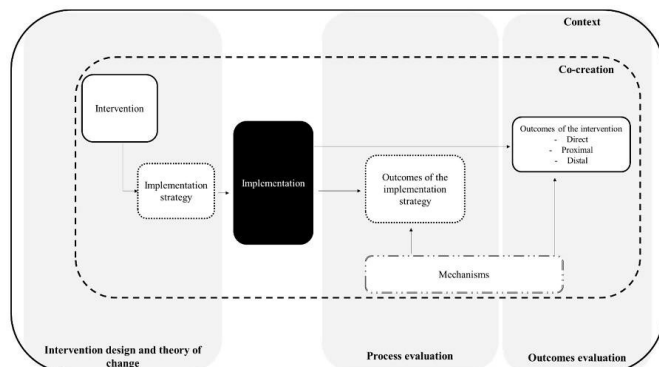 Context
Co-creation
Intervention
Outcomes of the intervention
- Direct
- Proximal
- Distal
Implementation
strategy
Implementation
Outcomes of the
implementation
strategy
Mechanisms
Intervention design and theory of
change
Process evaluation
Outcomes evaluation